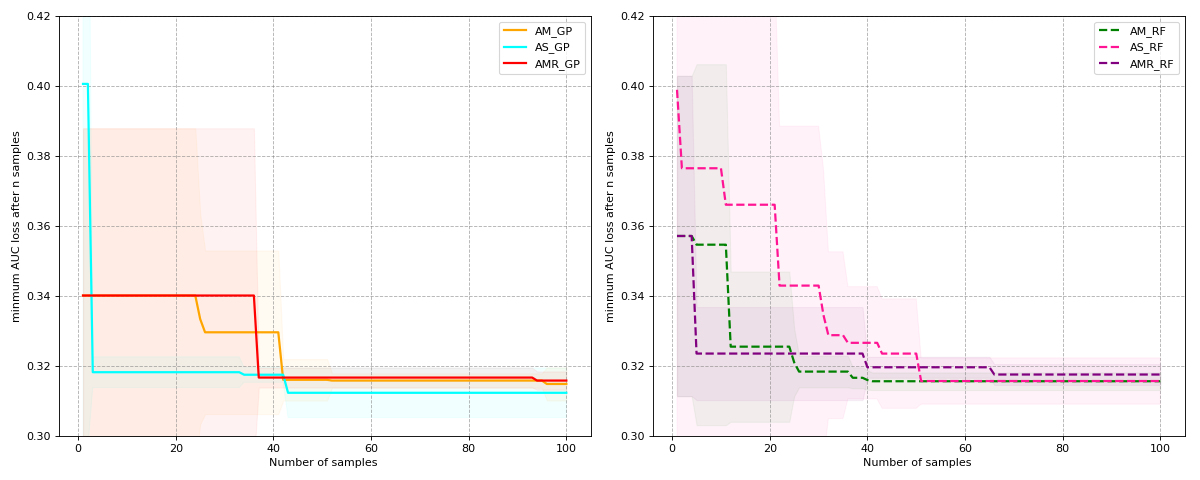 0.42
0.40
0.38
0.36
0.34
0.32
0.30
minmum AUC loss after n samples
0 20 40 60 80 100
Number of samples
AM_GP
AS_GP
AMR_GP
0.42
0.40
0.38
0.36
0.34
0.32
0.30
minmum AUC loss after n samples
0 20 40 60 80 100
Number of samples
AM_RF
AS_RF
AMR_RF